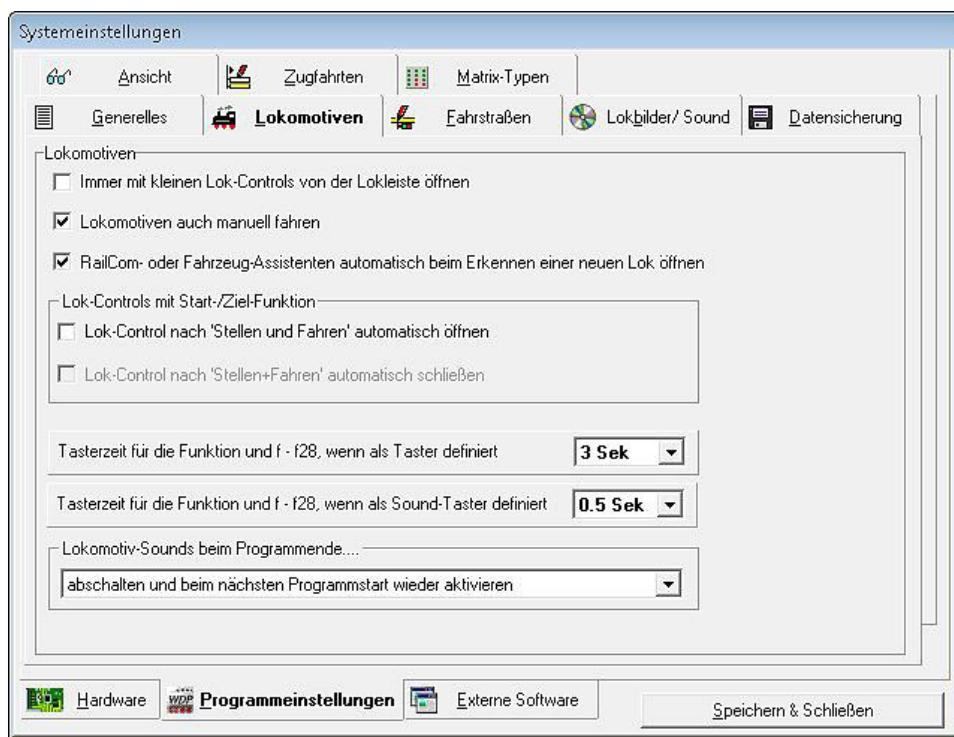 Systemeinstellungen
Ansicht
Zugfahrten
Matrix-Typen
Generelles
Lokomotiven
Fahrstraßen
Lokbilder/ Sound
Datensicherung
Lokomotiven
Immer mit kleinen Lok-Controls von der Lokleiste öffnen
Lokomotiven auch manuell fahren
RailCom- oder Fahrzeug-Assistenten automatisch beim Erkennen einer neuen Lok öffnen
Lok-Controls mit Start-/Ziel-Funktion
Lok-Control nach 'Stellen und Fahren' automatisch öffnen
Lok-Control nach 'Stellen+Fahren' automatisch schließen
Tasterzeit für die Funktion und f - f28, wenn als Taster definiert
3 Sek
Tasterzeit für die Funktion und f - f28, wenn als Sound-Taster definiert
0.5 Sek
Lokomotiv-Sounds beim Programmende....
abschalten und beim nächsten Programmstart wieder aktivieren
Hardware
WDP
Programmeinstellungen
Externe Software
Speichern & Schließen